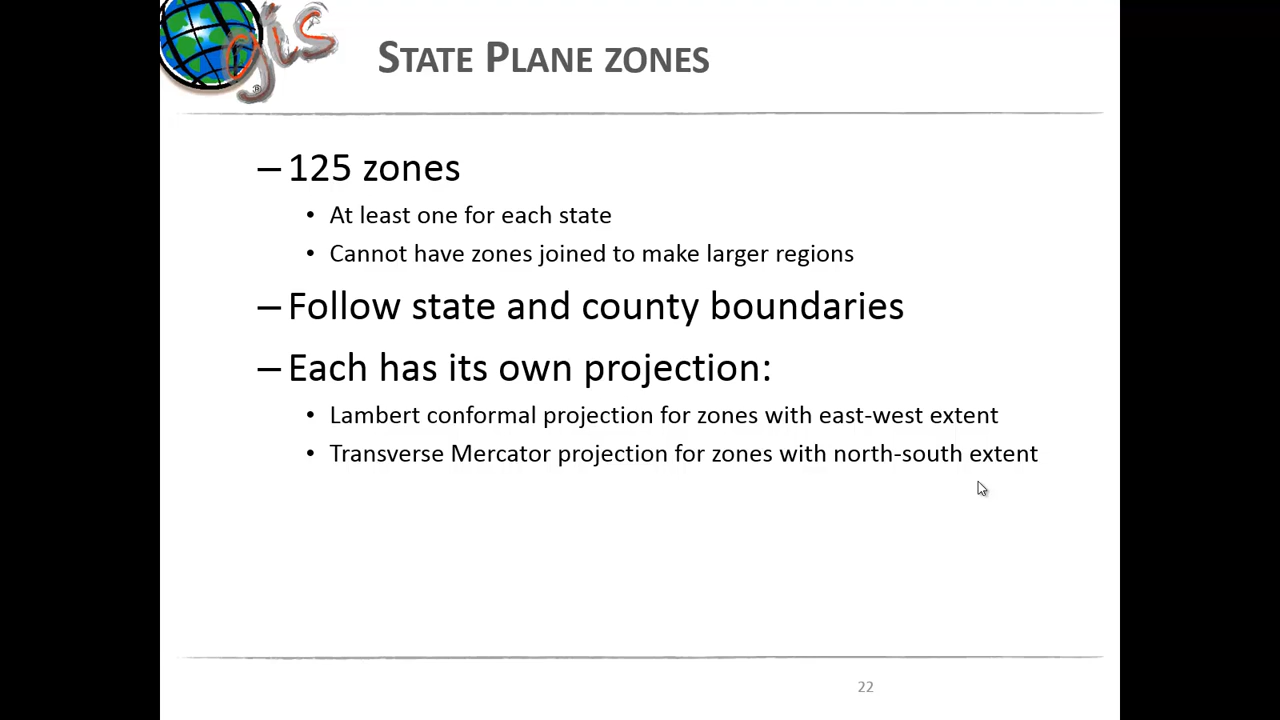 gis
®
STATE PLANE ZONES
– 125 zones
• At least one for each state
• Cannot have zones joined to make larger regions
– Follow state and county boundaries
– Each has its own projection:
• Lambert conformal projection for zones with east-west extent
• Transverse Mercator projection for zones with north-south extent
22